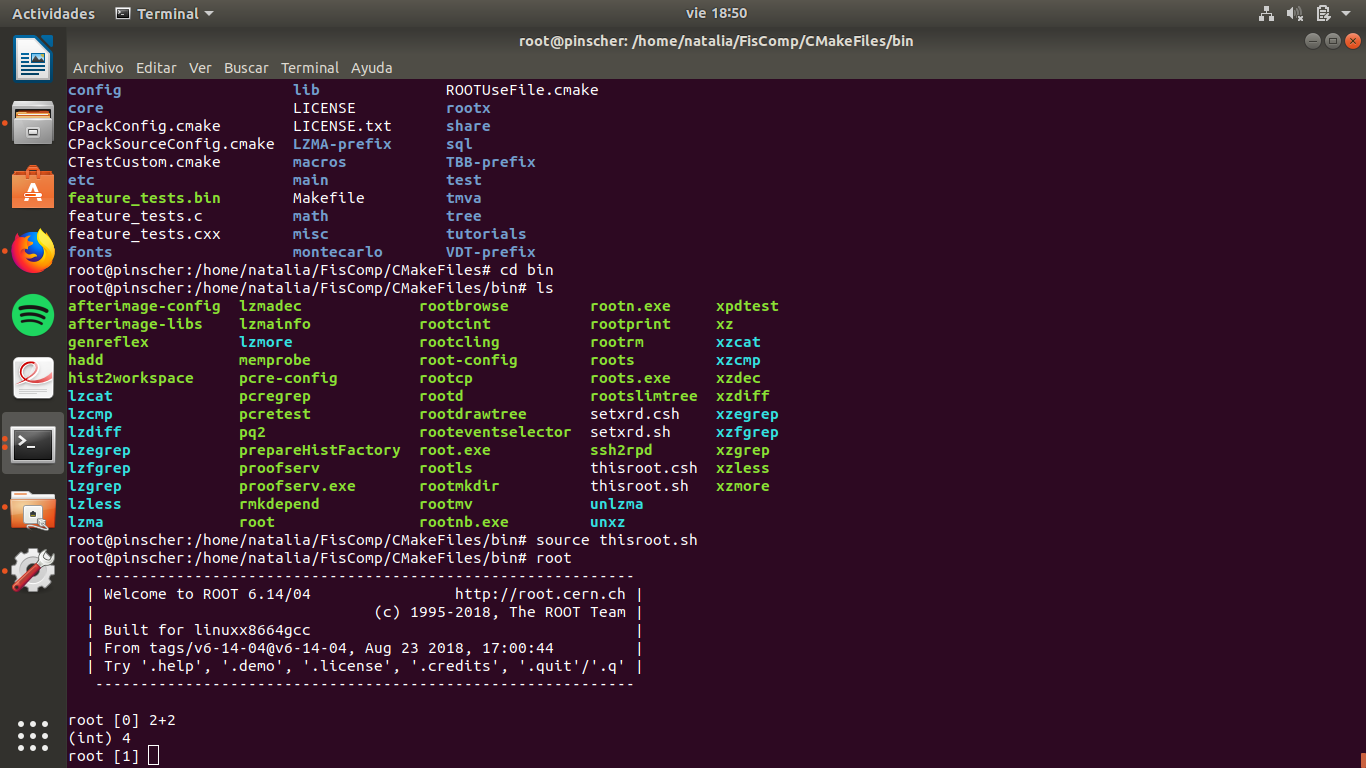 Actividades Terminal vie 18:50
root@pinscher: /home/natalia/FisComp/CMakeFiles/bin
Archivo Editar Ver Buscar Terminal Ayuda
config lib ROOTUseFile.cmake
core LICENSE rootx
CPackConfig.cmake LICENSE.txt share
CPackSourceConfig.cmake LZMA-prefix sql
CTestCustom.cmake macros TBB-prefix
etc main test
feature_tests.bin Makefile tmva
feature_tests.c math tree
feature_tests.cxx misc tutorials
fonts montecarlo VDT-prefix
root@pinscher:/home/natalia/FisComp/CMakeFiles# cd bin
root@pinscher:/home/natalia/FisComp/CMakeFiles/bin# ls
afterimage-config lzmadec rootbrowse rootn.exe xpdtest
afterimage-libs lzmainfo rootcint rootprint xz
genreflex lzmore rootcling rootrm xzcat
hadd memprobe root-config roots xzcmp
hist2workspace pcre-config rootcp roots.exe xzdec
lzcat pcregrep rootd rootslimtree xzdiff
lzcmp pcretest rootdrawtree setxrd.csh xzegrep
lzdiff pq2 rooteventselector setxrd.sh xzfgrep
lzegrep prepareHistFactory root.exe ssh2rpd xzgrep
lzfgrep proofserv rootls thisroot.csh xzless
lzgrep proofserv.exe rootmkdir thisroot.sh xzmore
lzless rmkdepend rootmv unlzma
lzma root rootnb.exe unxz
root@pinscher:/home/natalia/FisComp/CMakeFiles/bin# source thisroot.sh
root@pinscher:/home/natalia/FisComp/CMakeFiles/bin# root
------------------------------------------------------------
| Welcome to ROOT 6.14/04 http://root.cern.ch |
| (c) 1995-2018, The ROOT Team |
| Built for linuxx8664gcc |
| From tags/v6-14-04@v6-14-04, Aug 23 2018, 17:00:44 |
| Try '.help', '.demo', '.license', '.credits', '.quit'/'.q' |
------------------------------------------------------------
root [0] 2+2
(int) 4
root [1]